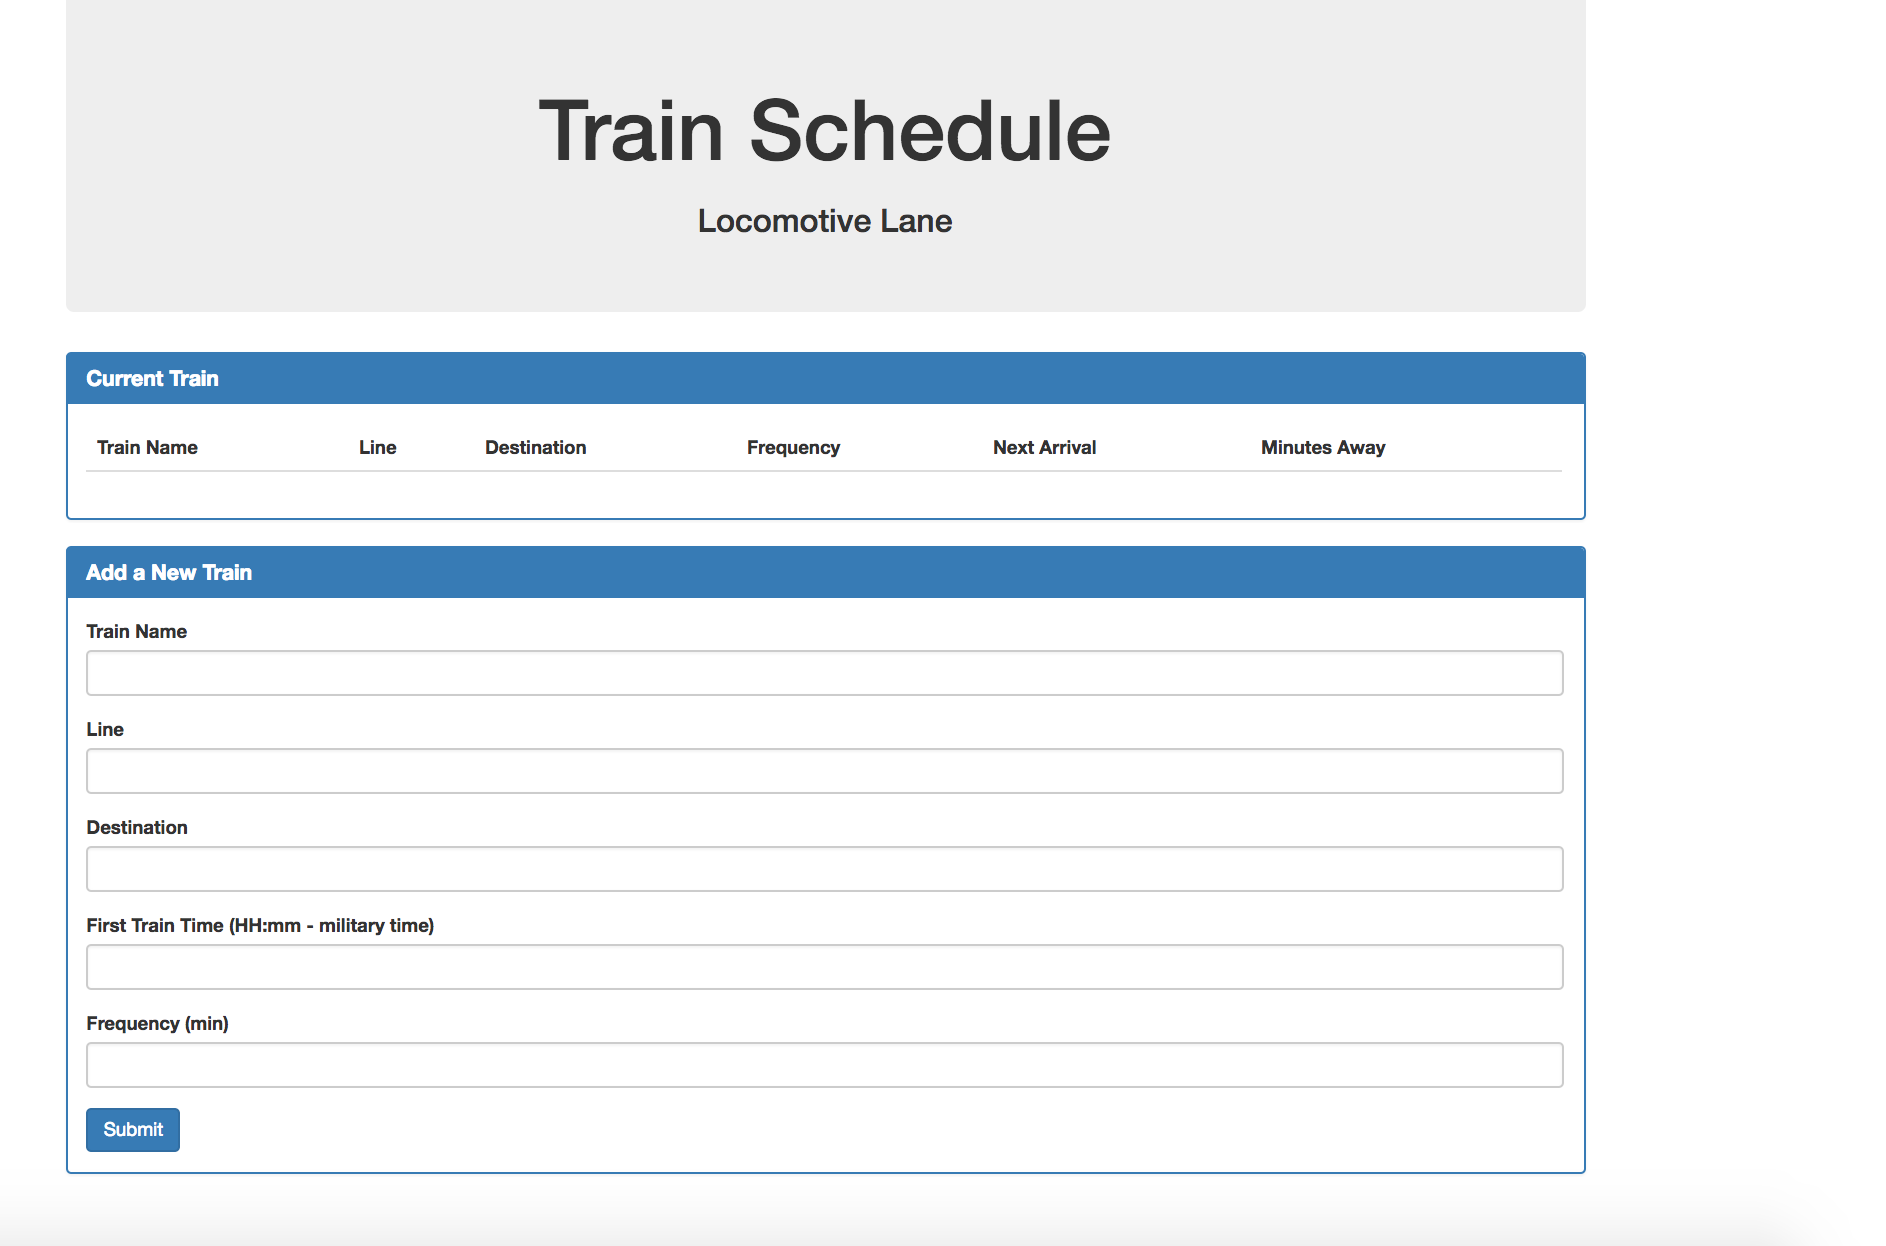 Train Schedule
Locomotive Lane
Current Train
Train Name Line Destination Frequency Next Arrival Minutes Away
Add a New Train
Train Name
Line
Destination
First Train Time (HH:mm - military time)
Frequency (min)
Submit